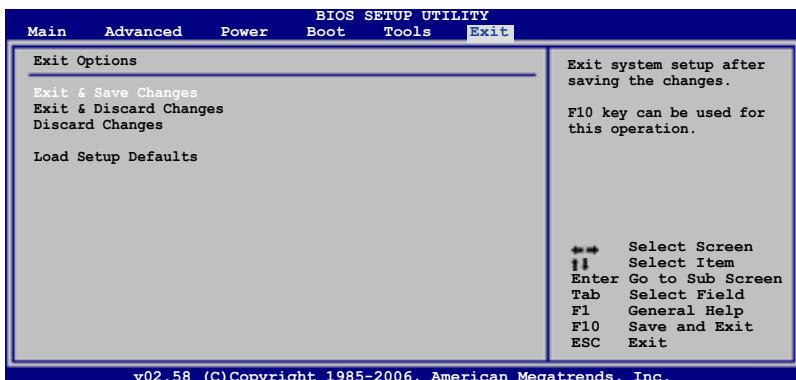 BIOS SETUP UTILITY
Main Advanced Power Boot Tools Exit
Exit Options
Exit & Save Changes
Exit & Discard Changes
Discard Changes
Load Setup Defaults
Exit system setup after
saving the changes.
F10 key can be used for
this operation.
←→ Select Screen
↑↓ Select Item
Enter Go to Sub Screen
Tab Select Field
F1 General Help
F10 Save and Exit
ESC Exit
v02.58 (C)Copyright 1985-2006, American Megatrends, Inc.